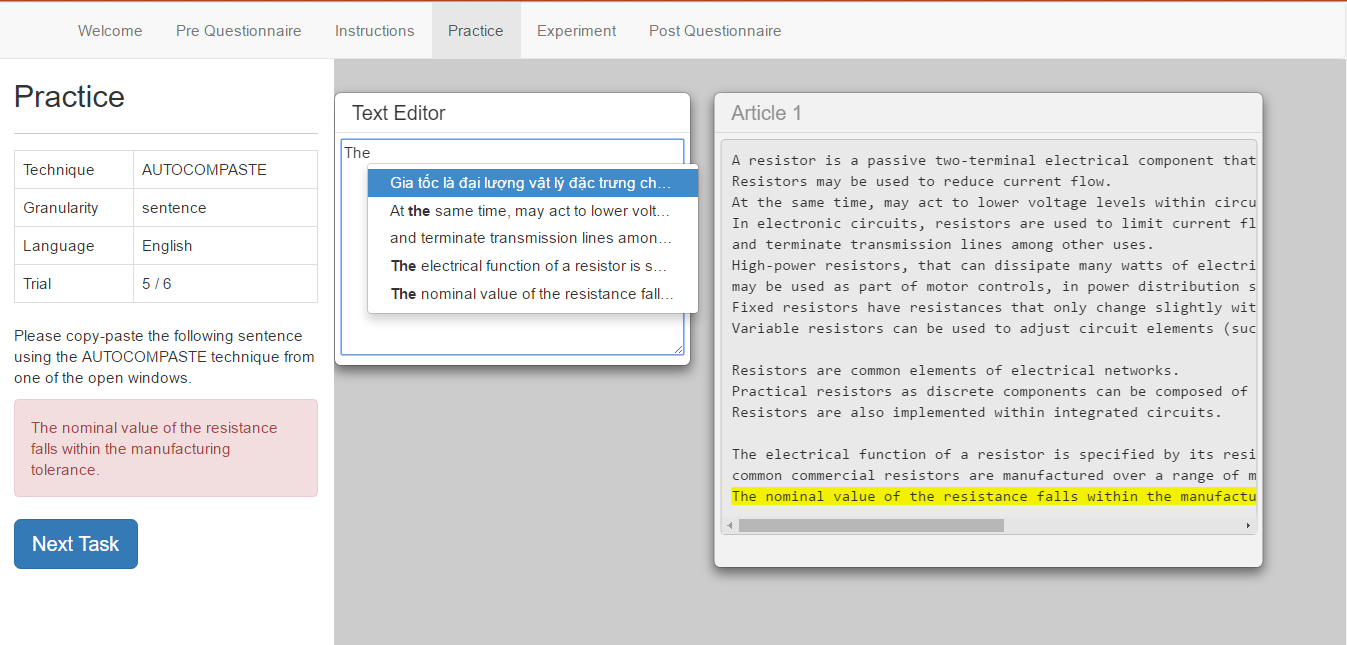 Welcome Pre Questionnaire Instructions Practice Experiment Post Questionnaire
Practice
Technique AUTOCOMPASTE
Granularity sentence
Language English
Trial 5 / 6
Please copy-paste the following sentence
using the AUTOCOMPASTE technique from
one of the open windows.
The nominal value of the resistance
falls within the manufacturing
tolerance.
Next Task
Text Editor
The
Gia tốc là đại lượng vật lý đặc trưng ch...
At the same time, may act to lower volt...
and terminate transmission lines amon...
The electrical function of a resistor is s...
The nominal value of the resistance fall...
Article 1
A resistor is a passive two-terminal electrical component that
Resistors may be used to reduce current flow.
At the same time, may act to lower voltage levels within circu
In electronic circuits, resistors are used to limit current fl
and terminate transmission lines among other uses.
High-power resistors, that can dissipate many watts of electri
may be used as part of motor controls, in power distribution s
Fixed resistors have resistances that only change slightly wit
Variable resistors can be used to adjust circuit elements (suc
Resistors are common elements of electrical networks.
Practical resistors as discrete components can be composed of
Resistors are also implemented within integrated circuits.
The electrical function of a resistor is specified by its resi
common commercial resistors are manufactured over a range of m
The nominal value of the resistance falls within the manufactu